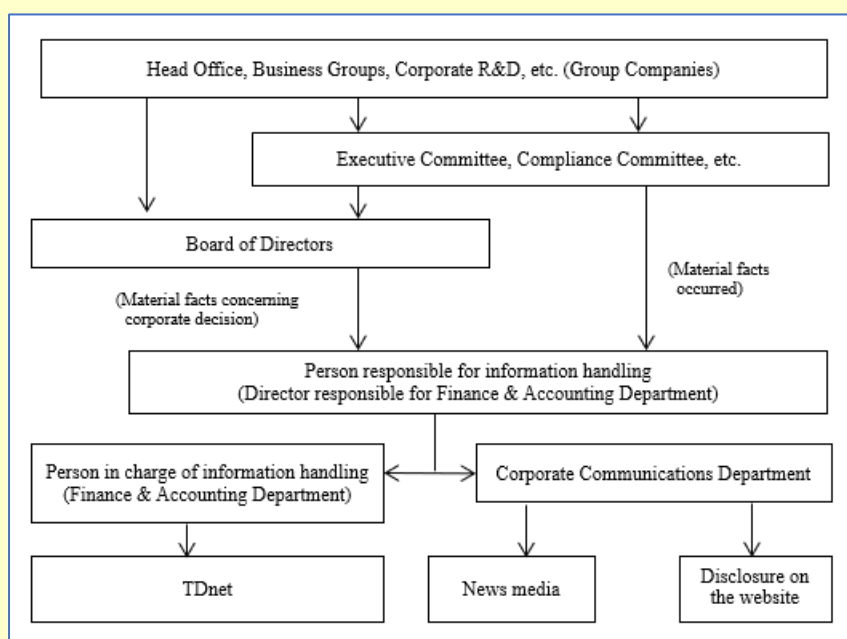 Head Office, Business Groups, Corporate R&D, etc. (Group Companies)
Executive Committee, Compliance Committee, etc.
Board of Directors
(Material facts concerning
corporate decision)
(Material facts
occurred)
Person responsible for information handling
(Director responsible for Finance & Accounting Department)
Person in charge of information handling
(Finance & Accounting Department)
Corporate Communications Department
TDnet
News media
Disclosure on
the website